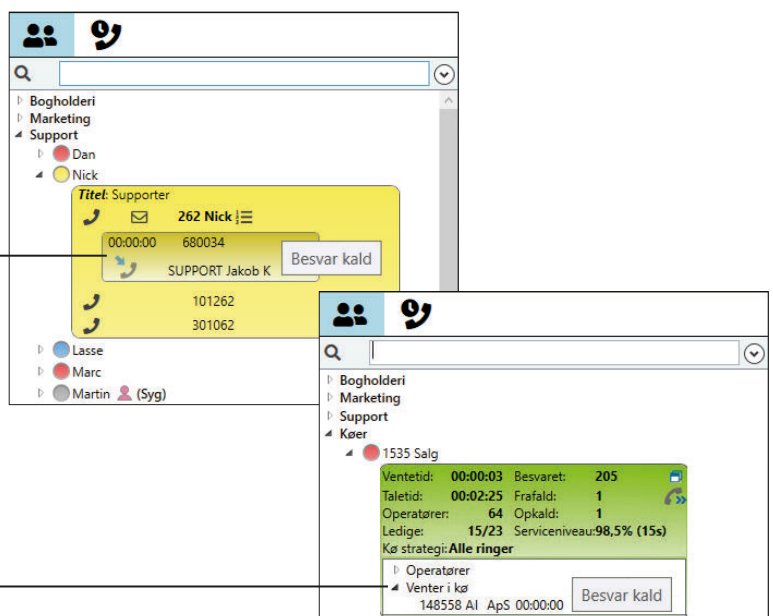 Bogholderi
Marketing
Support
Dan
Nick
Titel: Supporter
262 Nick
00:00:00 680034
SUPPORT Jakob K
Besvar kald
101262
301062
Lasse
Marc
Martin (Syg)
Bogholderi
Marketing
Support
Køer
1535 Salg
Ventetid: 00:00:03 Besvaret: 205
Taletid: 00:02:25 Frafald: 1
Operatører: 64 Opkald: 1
Ledige: 15/23 Serviceniveau:98,5% (15s)
Kø strategi:Alle ringer
Operatører
Venter i kø
148558 Al ApS 00:00:00
Besvar kald